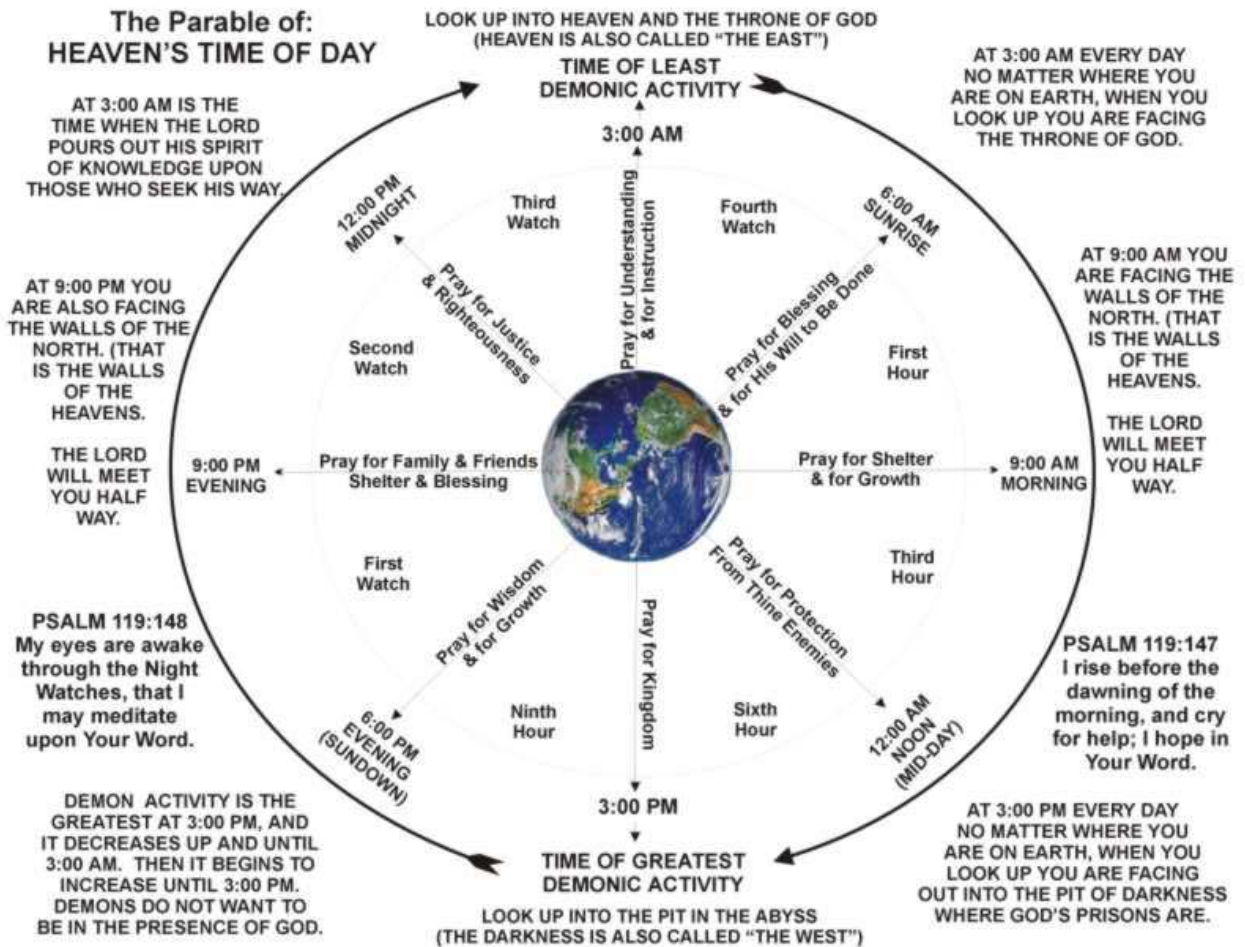 The Parable of:
HEAVEN'S TIME OF DAY
LOOK UP INTO HEAVEN AND THE THRONE OF GOD
(HEAVEN IS ALSO CALLED "THE EAST")
TIME OF LEAST
DEMONIC ACTIVITY
3:00 AM
AT 3:00 AM EVERY DAY
NO MATTER WHERE YOU
ARE ON EARTH, WHEN YOU
LOOK UP YOU ARE FACING
THE THRONE OF GOD.
AT 3:00 AM IS THE
TIME WHEN THE LORD
POURS OUT HIS SPIRIT
OF KNOWLEDGE UPON
THOSE WHO SEEK HIS WAY.
12:00 PM
MIDNIGHT
Third
Watch
Pray for Understanding
& for Instruction
Fourth
Watch
6:00 AM
SUNRISE
AT 9:00 PM YOU
ARE ALSO FACING
THE WALLS OF THE
NORTH. (THAT
IS THE WALLS
OF THE
HEAVENS.
THE LORD
WILL MEET
YOU HALF
WAY.
Second
Watch
Pray for Justice
& Righteousness
Pray for Blessing
& for His Will to Be Done
First
Hour
AT 9:00 AM YOU
ARE FACING THE
WALLS OF THE
NORTH. (THAT
IS THE WALLS
OF THE
HEAVENS.
THE LORD
WILL MEET
YOU HALF
WAY.
9:00 PM
EVENING
Pray for Family & Friends
Shelter & Blessing
Pray for Shelter
& for Growth
9:00 AM
MORNING
First
Watch
Pray for Wisdom
& for Growth
Pray for Kingdom
Pray for Protection
From Thine Enemies
Third
Hour
PSALM 119:148
My eyes are awake
through the Night
Watches, that I
may meditate
upon Your Word.
6:00 PM
EVENING
(SUNDOWN)
Ninth
Hour
Sixth
Hour
12:00 AM
NOON
(MID-DAY)
PSALM 119:147
I rise before the
dawning of the
morning, and cry
for help; I hope in
Your Word.
3:00 PM
TIME OF GREATEST
DEMONIC ACTIVITY
LOOK UP INTO THE PIT IN THE ABYSS
(THE DARKNESS IS ALSO CALLED "THE WEST")
DEMON ACTIVITY IS THE
GREATEST AT 3:00 PM, AND
IT DECREASES UP AND UNTIL
3:00 AM. THEN IT BEGINS TO
INCREASE UNTIL 3:00 PM.
DEMONS DO NOT WANT TO
BE IN THE PRESENCE OF GOD.
AT 3:00 PM EVERY DAY
NO MATTER WHERE YOU
ARE ON EARTH, WHEN YOU
LOOK UP YOU ARE FACING
OUT INTO THE PIT OF DARKNESS
WHERE GOD'S PRISONS ARE.